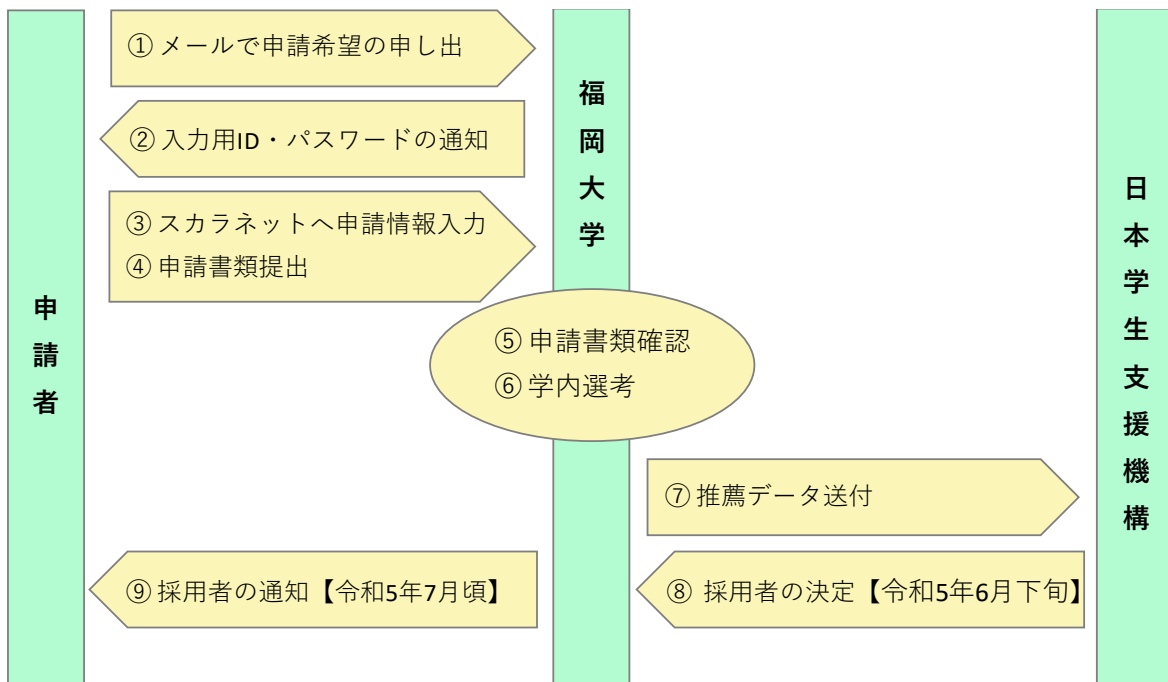 ① メールで申請希望の申し出
② 入力用ID・パスワードの通知
③ スカラネットへ申請情報入力
④ 申請書類提出
福岡大学
日本学生支援機構
申請者
⑤ 申請書類確認
⑥ 学内選考
⑦ 推薦データ送付
⑨ 採用者の通知【令和5年7月頃】
⑧ 採用者の決定【令和5年6月下旬】